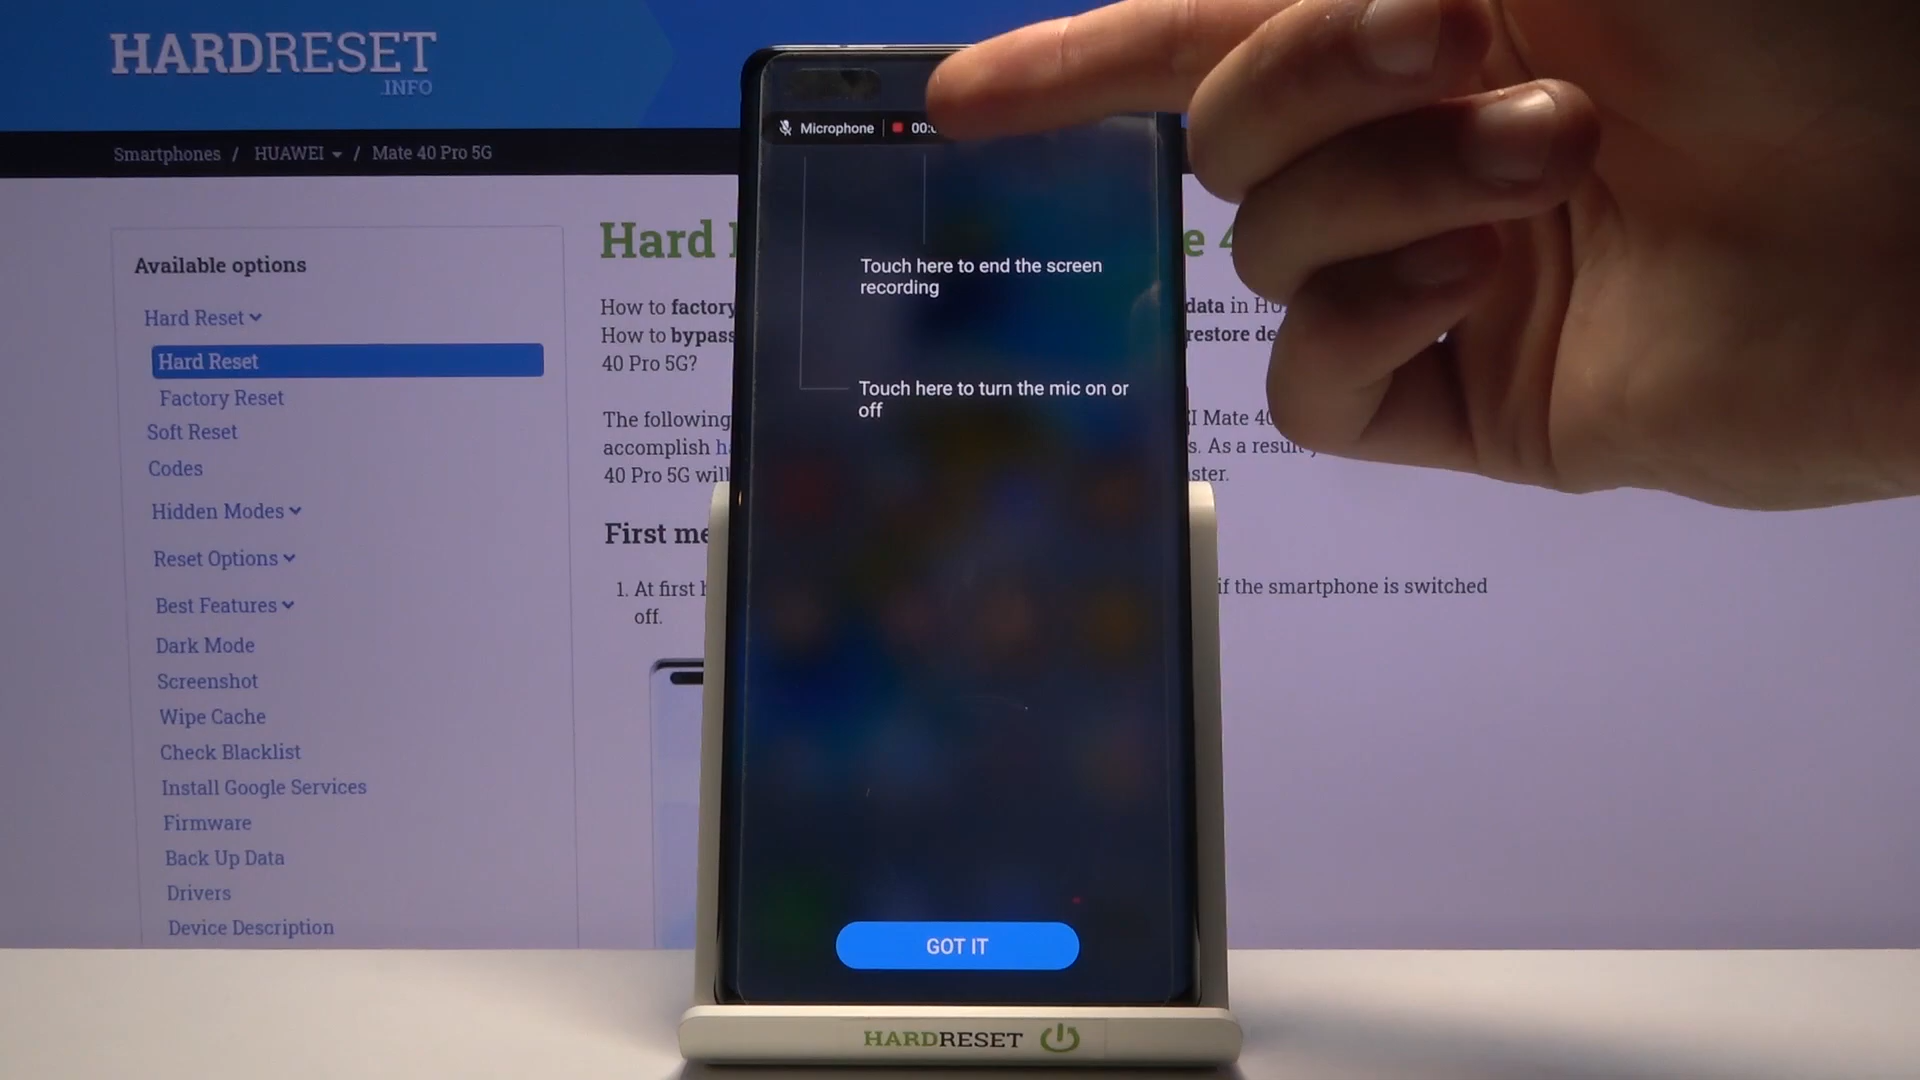 HARDRESET
.INFO
Smartphones / HUAWEI / Mate 40 Pro 5G
Available options
Hard Reset
Hard Reset
Factory Reset
Soft Reset
Codes
Hidden Modes
Reset Options
Best Features
Dark Mode
Screenshot
Wipe Cache
Check Blacklist
Install Google Services
Firmware
Back Up Data
Drivers
Device Description
Hard
How to factory
data in
How to bypass
restore
40 Pro 5G?
The following
Mate
accomplish
As a result
40 Pro 5G will
First
1. At first
if the smartphone is switched
off.
Microphone
Touch here to end the screen
recording
Touch here to turn the mic on or
off
GOT IT
HARDRESET